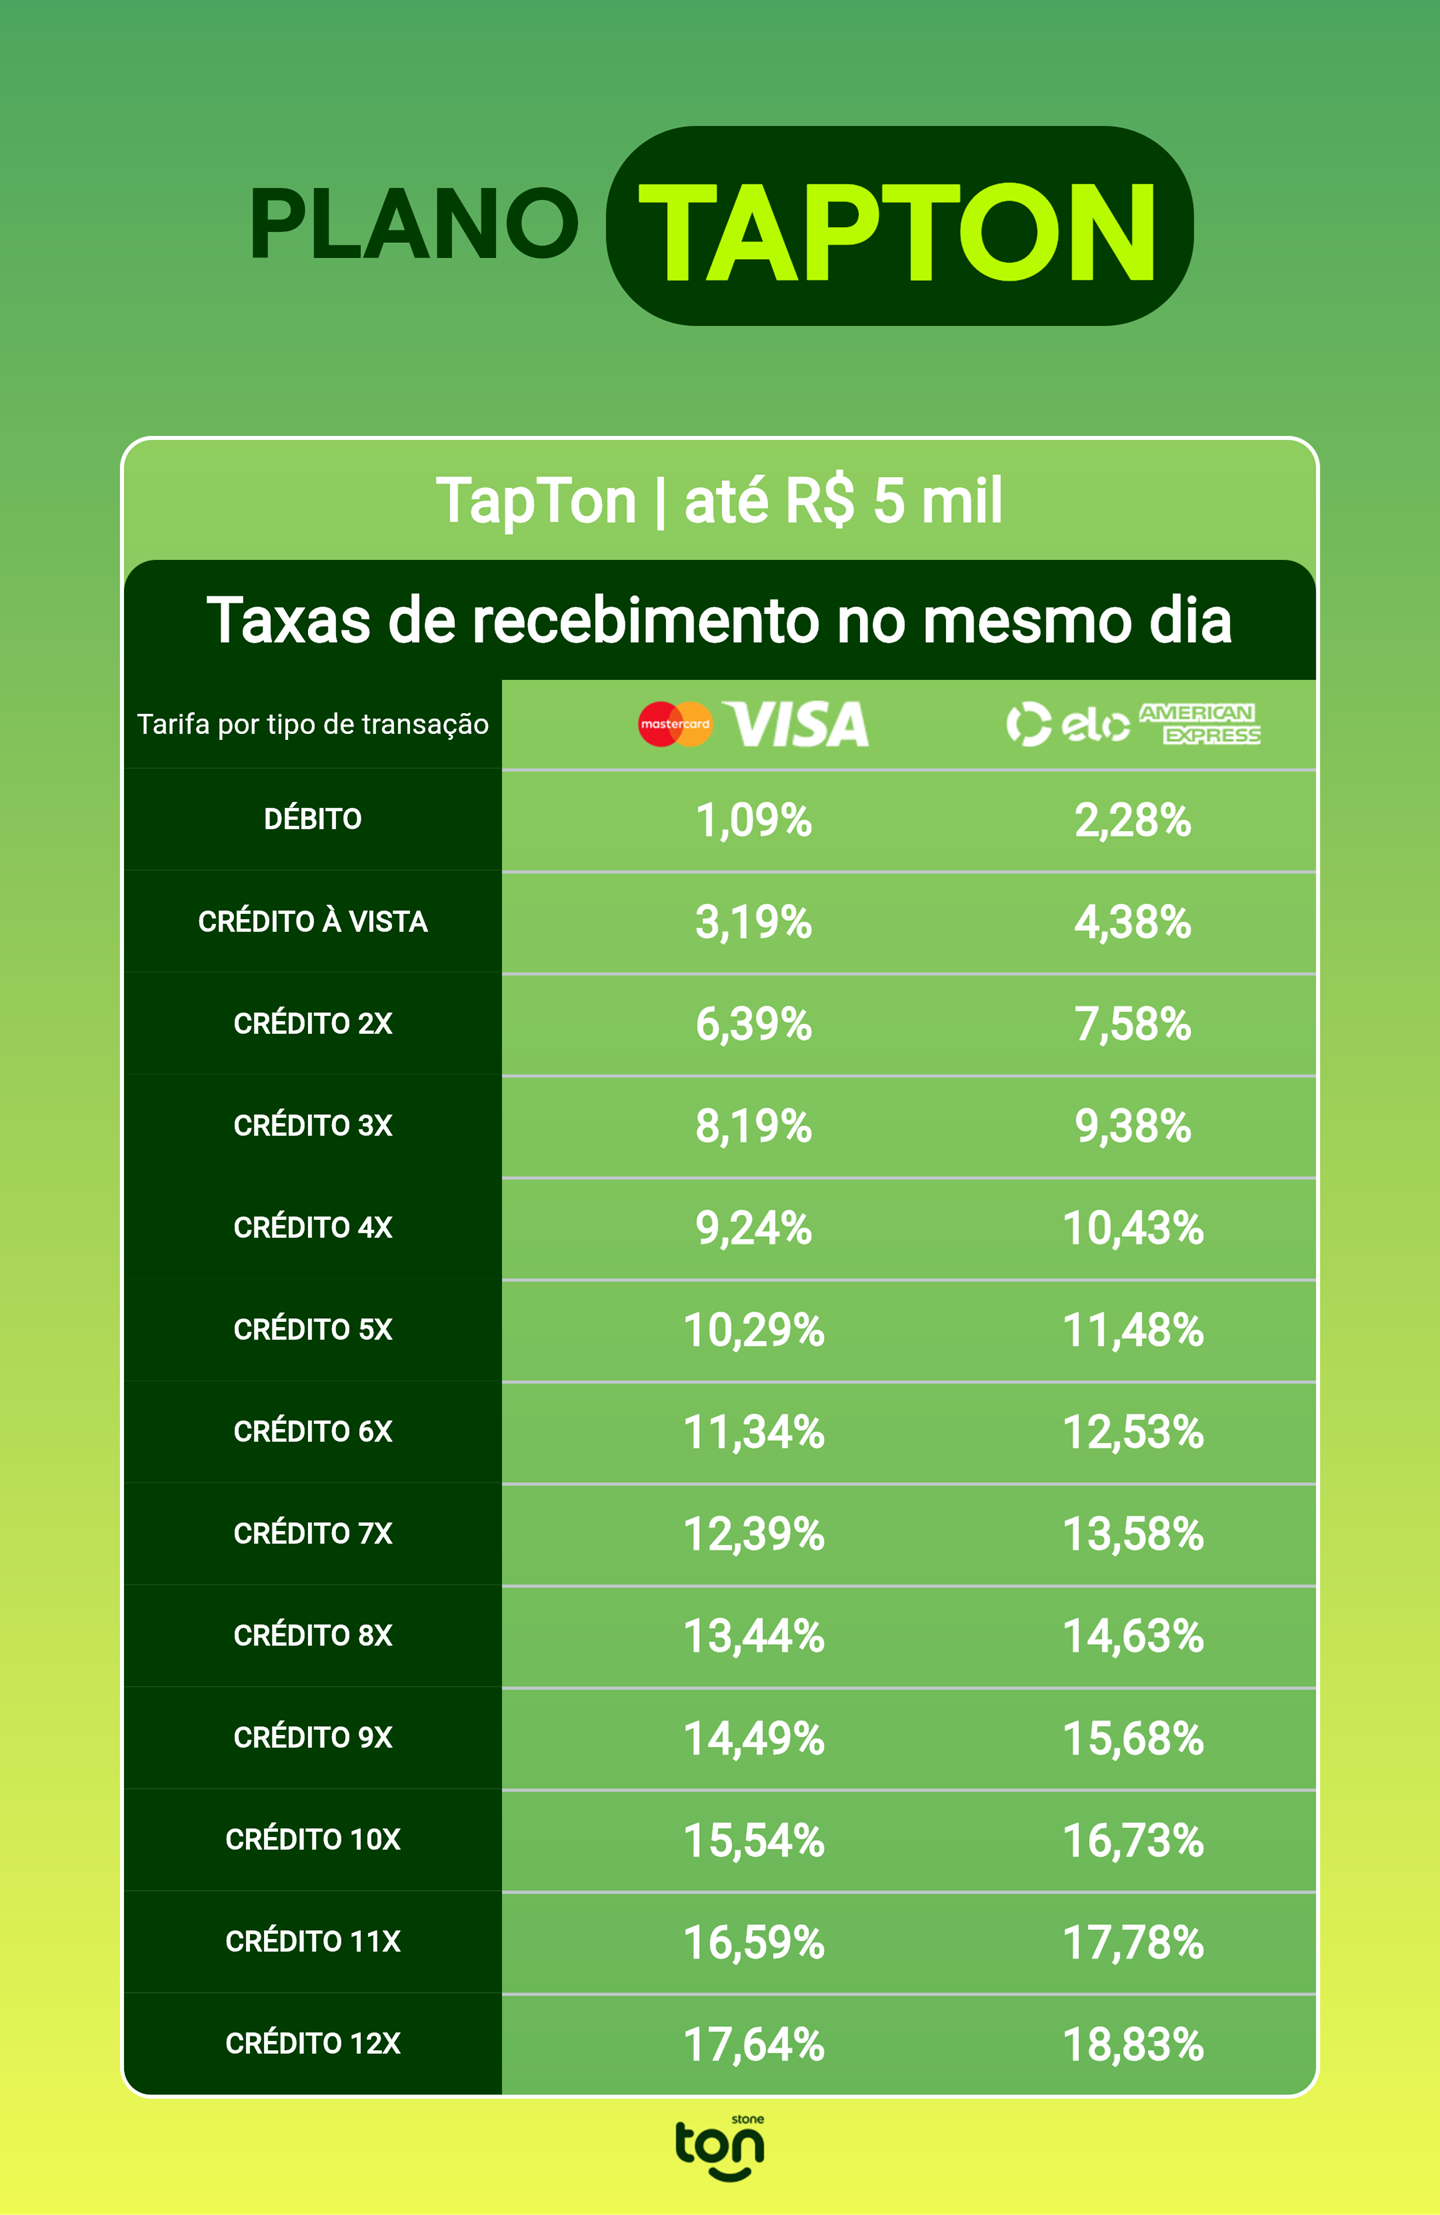 PLANO TAPTON
TapTon | até R$ 5 mil
Taxas de recebimento no mesmo dia
Tarifa por tipo de transação mastercard VISA elo AMERICAN EXPRESS
DÉBITO 1,09% 2,28%
CRÉDITO À VISTA 3,19% 4,38%
CRÉDITO 2X 6,39% 7,58%
CRÉDITO 3X 8,19% 9,38%
CRÉDITO 4X 9,24% 10,43%
CRÉDITO 5X 10,29% 11,48%
CRÉDITO 6X 11,34% 12,53%
CRÉDITO 7X 12,39% 13,58%
CRÉDITO 8X 13,44% 14,63%
CRÉDITO 9X 14,49% 15,68%
CRÉDITO 10X 15,54% 16,73%
CRÉDITO 11X 16,59% 17,78%
CRÉDITO 12X 17,64% 18,83%
stone
ton